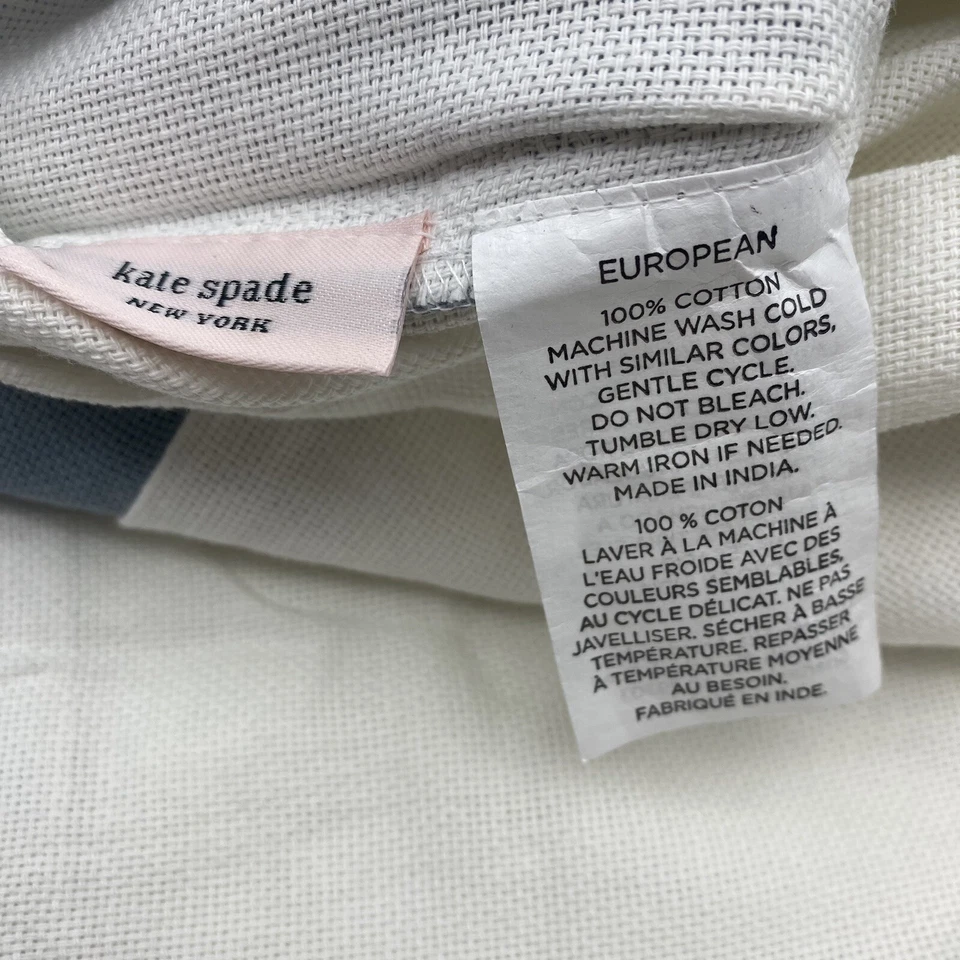 kate spade
NEW YORK
EUROPEAN
100% COTTON
MACHINE WASH COLD
WITH SIMILAR COLORS,
GENTLE CYCLE.
DO NOT BLEACH.
TUMBLE DRY LOW.
WARM IRON IF NEEDED.
MADE IN INDIA.
100 % COTON
LAVER À LA MACHINE À
L'EAU FROIDE AVEC DES
COULEURS SEMBLABLES,
AU CYCLE DÉLICAT. NE PAS
JAVELLISER. SÉCHER À BASSE
TEMPÉRATURE. REPASSER
À TEMPÉRATURE MOYENNE
AU BESOIN.
FABRIQUÉ EN INDE.